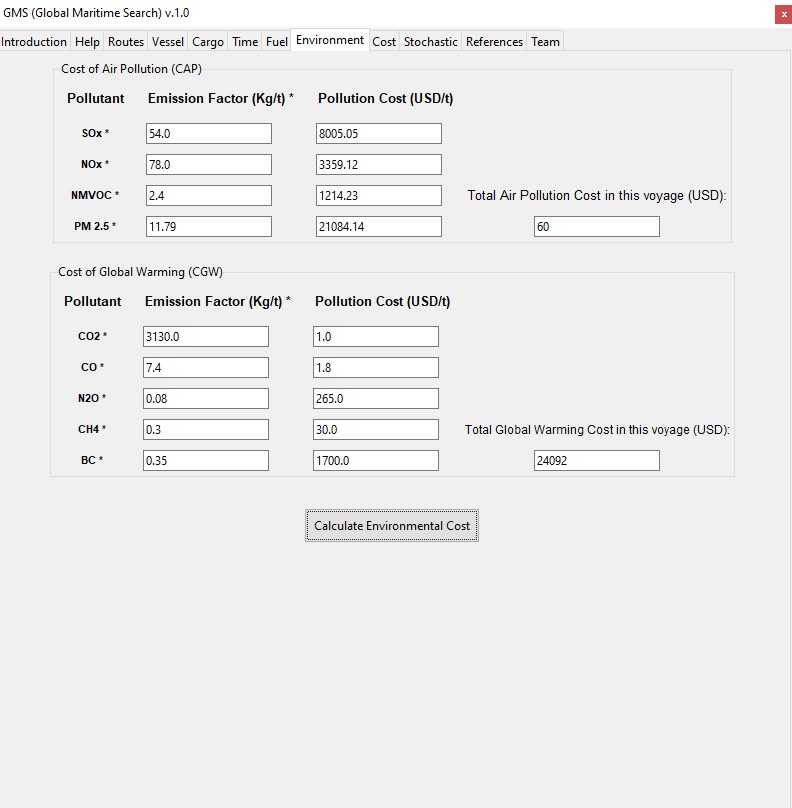 GMS (Global Maritime Search) v.1.0
x
Introduction Help Routes Vessel Cargo Time Fuel Environment Cost Stochastic References Team
Cost of Air Pollution (CAP)
Pollutant Emission Factor (Kg/t) * Pollution Cost (USD/t)
SOx * 54.0 8005.05
NOx * 78.0 3359.12
NMVOC * 2.4 1214.23 Total Air Pollution Cost in this voyage (USD):
PM 2.5 * 11.79 21084.14 60
Cost of Global Warming (CGW)
Pollutant Emission Factor (Kg/t) * Pollution Cost (USD/t)
CO2 * 3130.0 1.0
CO * 7.4 1.8
N2O * 0.08 265.0
CH4 * 0.3 30.0 Total Global Warming Cost in this voyage (USD):
BC * 0.35 1700.0 24092
Calculate Environmental Cost